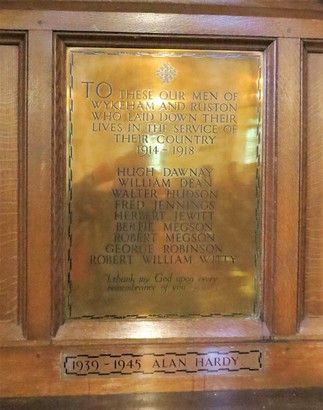 TO THESE OUR MEN OF
WYKEHAM AND RUSTON
WHO LAID DOWN THEIR
LIVES IN THE SERVICE OF
THEIR COUNTRY
1914-1918
HUGH DAWNAY
WILLIAM DEAN
WALTER HUDSON
FRED JENNINGS
HERBERT JEWITT
BERTIE MEGSON
ROBERT MEGSON
GEORGE ROBINSON
ROBERT WILLIAM WITTY
"I thank my God upon every
remembrance of you
1939-1945 ALAN HARDY